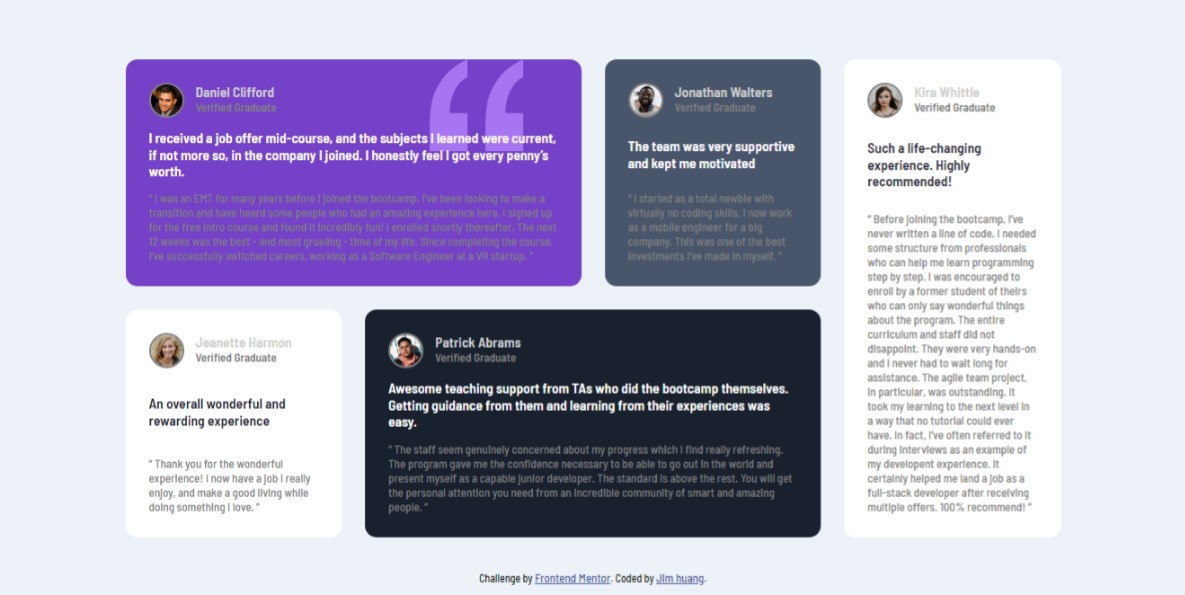 Daniel Clifford
Verified Graduate
I received a job offer mid-course, and the subjects I learned were current,
if not more so, in the company I joined. I honestly feel I got every penny's
worth.
“ I was an EMT for many years before I joined the bootcamp. I've been looking to make a
transition and have heard some people who had an amazing experience here. I signed up
for the free intro course and found it incredibly fun! I enrolled shortly thereafter. The next
12 weeks was the best - and most grueling - time of my life. Since completing the course,
I've successfully switched careers, working as a Software Engineer at a VR startup. ”
Jonathan Walters
Verified Graduate
The team was very supportive
and kept me motivated
“ I started as a total newbie with
virtually no coding skills. I now work
as a mobile engineer for a big
company. This was one of the best
investments I've made in myself. ”
Kira Whittle
Verified Graduate
Such a life-changing
experience. Highly
recommended!
“ Before joining the bootcamp, I've
never written a line of code. I needed
some structure from professionals
who can help me learn programming
step by step. I was encouraged to
enroll by a former student of theirs
who can only say wonderful things
about the program. The entire
curriculum and staff did not
disappoint. They were very hands-on
and I never had to wait long for
assistance. The agile team project,
in particular, was outstanding. It
took my learning to the next level in
a way that no tutorial could ever
have. In fact, I've often referred to it
during interviews as an example of
my developent experience. It
certainly helped me land a job as a
full-stack developer after receiving
multiple offers. 100% recommend! ”
Jeanette Harmon
Verified Graduate
An overall wonderful and
rewarding experience
“ Thank you for the wonderful
experience! I now have a job I really
enjoy, and make a good living while
doing something I love. ”
Patrick Abrams
Verified Graduate
Awesome teaching support from TAs who did the bootcamp themselves.
Getting guidance from them and learning from their experiences was
easy.
“ The staff seem genuinely concerned about my progress which I find really refreshing.
The program gave me the confidence necessary to be able to go out in the world and
present myself as a capable junior developer. The standard is above the rest. You will get
the personal attention you need from an incredible community of smart and amazing
people. ”
Challenge by Frontend Mentor. Coded by Jim huang.